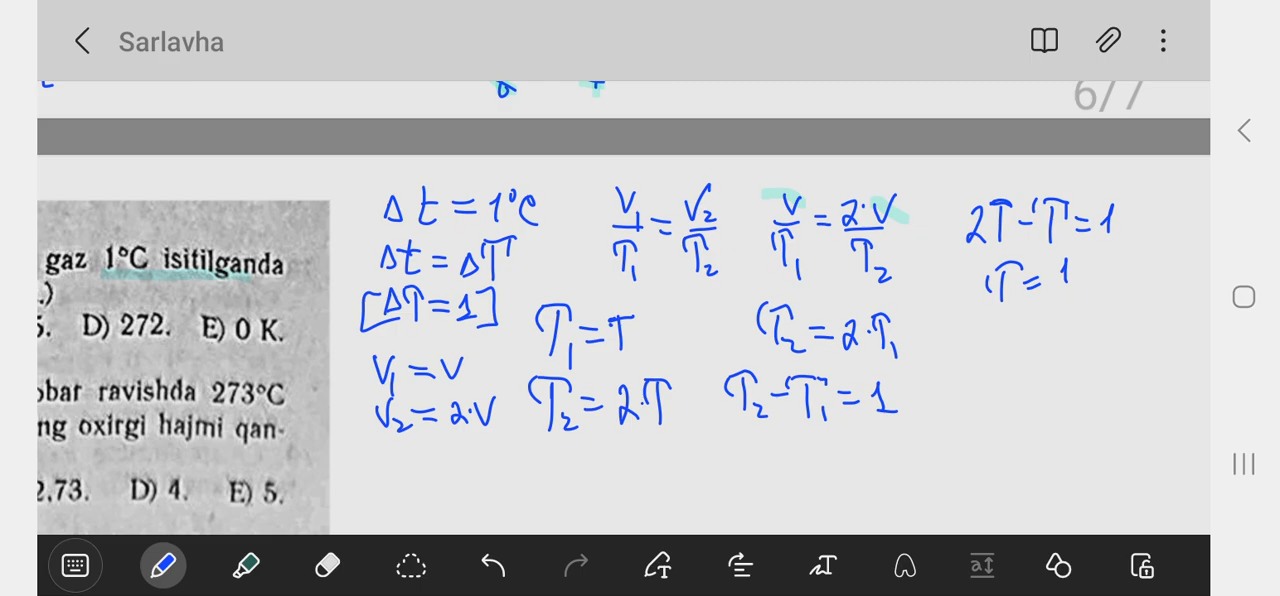 Sarlavha
6/7
gaz 1°C isitilganda
.)
5. D) 272. E) 0 K.
obar ravishda 273°C
ng oxirgi hajmi qan-
2,73. D) 4. E) 5.
Δt = 1°C
Δt = ΔT
[ΔT = 1]
V₁ = V
V₂ = 2·V
V₁/T₁ = V₂/T₂
T₁ = T
T₂ = 2·T
V/T₁ = 2·V/T₂
T₂ = 2·T₁
T₂ - T₁ = 1
2T - T = 1
T = 1